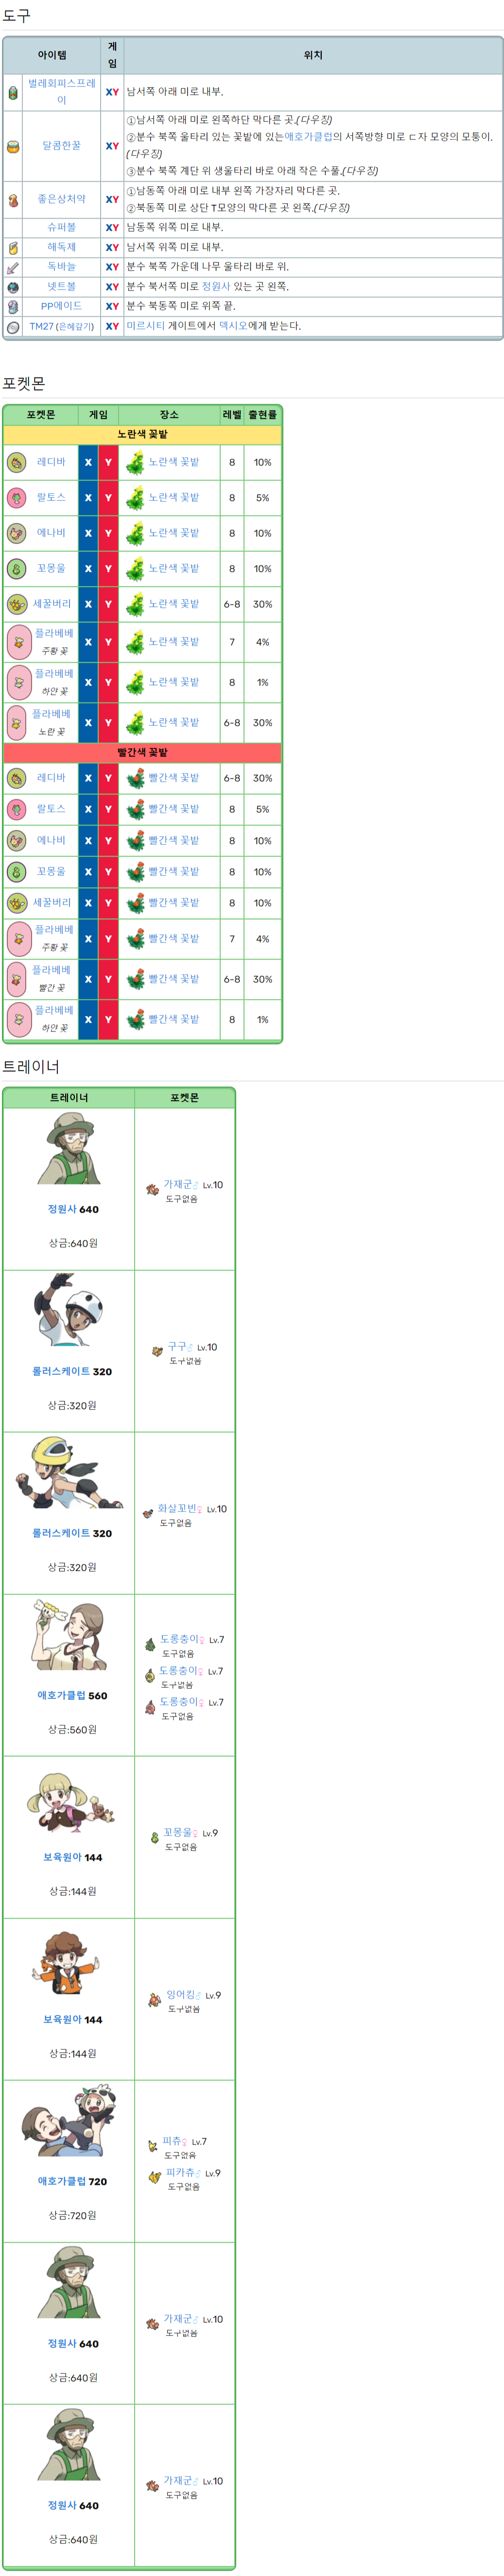 도구
아이템 게임 위치
벌레회피스프레이 XY 남서쪽 아래 미로 내부.
달콤한꿀 XY ①남서쪽 아래 미로 왼쪽하단 막다른 곳.(다우징)
②분수 북쪽 울타리 있는 꽃밭에 있는애호가클럽의 서쪽방향 미로 ㄷ자 모양의 모퉁이.
(다우징)
③분수 북쪽 계단 위 생울타리 바로 아래 작은 수풀.(다우징)
좋은상처약 XY ①남동쪽 아래 미로 내부 왼쪽 가장자리 막다른 곳.
②북동쪽 미로 상단 T모양의 막다른 곳 왼쪽.(다우징)
슈퍼볼 XY 남동쪽 위쪽 미로 내부.
해독제 XY 남서쪽 위쪽 미로 내부.
독바늘 XY 분수 북쪽 가운데 나무 울타리 바로 위.
넷트볼 XY 분수 북서쪽 미로 정원사 있는 곳 왼쪽.
PP에이드 XY 분수 북동쪽 미로 위쪽 끝.
TM27 (은혜갚기) XY 미르시티 게이트에서 덱시오에게 받는다.
포켓몬
포켓몬 게임 장소 레벨 출현률
노란색 꽃밭
레디바 X Y 노란색 꽃밭 8 10%
랄토스 X Y 노란색 꽃밭 8 5%
에나비 X Y 노란색 꽃밭 8 10%
꼬몽울 X Y 노란색 꽃밭 8 10%
세꿀버리 X Y 노란색 꽃밭 6-8 30%
플라베베 X Y 노란색 꽃밭 7 4%
주황 꽃
플라베베 X Y 노란색 꽃밭 8 1%
하얀 꽃
플라베베 X Y 노란색 꽃밭 6-8 30%
노란 꽃
빨간색 꽃밭
레디바 X Y 빨간색 꽃밭 6-8 30%
랄토스 X Y 빨간색 꽃밭 8 5%
에나비 X Y 빨간색 꽃밭 8 10%
꼬몽울 X Y 빨간색 꽃밭 8 10%
세꿀버리 X Y 빨간색 꽃밭 8 10%
플라베베 X Y 빨간색 꽃밭 7 4%
주황 꽃
플라베베 X Y 빨간색 꽃밭 6-8 30%
빨간 꽃
플라베베 X Y 빨간색 꽃밭 8 1%
하얀 꽃
트레이너
트레이너 포켓몬
가재군♂ Lv.10
도구없음
정원사 640
상금:640원
구구♂ Lv.10
도구없음
롤러스케이트 320
상금:320원
화살꼬빈♀ Lv.10
도구없음
롤러스케이트 320
상금:320원
도롱충이♀ Lv.7
도구없음
도롱충이♀ Lv.7
도구없음
도롱충이♀ Lv.7
도구없음
애호가클럽 560
상금:560원
꼬몽울♀ Lv.9
도구없음
보육원아 144
상금:144원
잉어킹♂ Lv.9
도구없음
보육원아 144
상금:144원
피츄♀ Lv.7
도구없음
피카츄♂ Lv.9
도구없음
애호가클럽 720
상금:720원
가재군♂ Lv.10
도구없음
정원사 640
상금:640원
가재군♂ Lv.10
도구없음
정원사 640
상금:640원